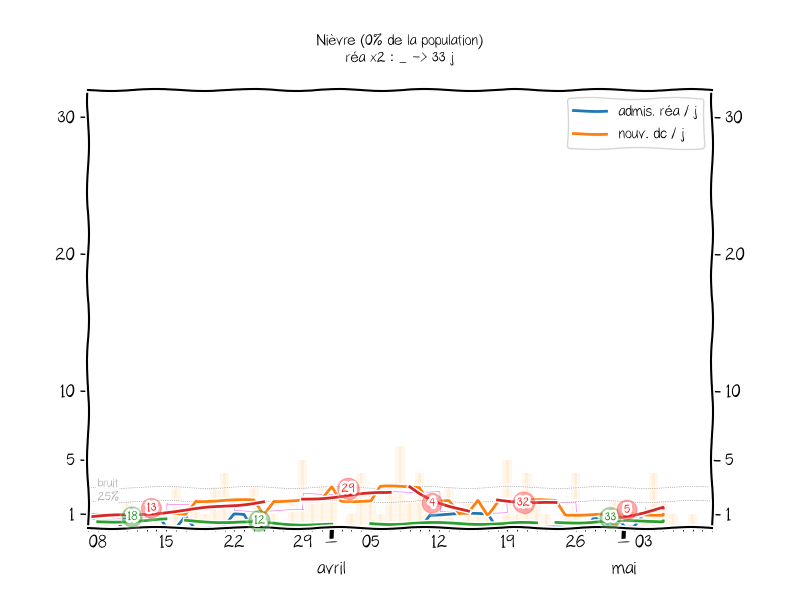 Nièvre (0% de la population)
réa x2 : _ -> 33 j
admis. réa / j
nouv. dc / j
30
30
20
20
10
10
5
5
1
1
bruit
25%
18
13
12
29
4
32
33
5
08 15 22 29 05 12 19 26 03
avril mai